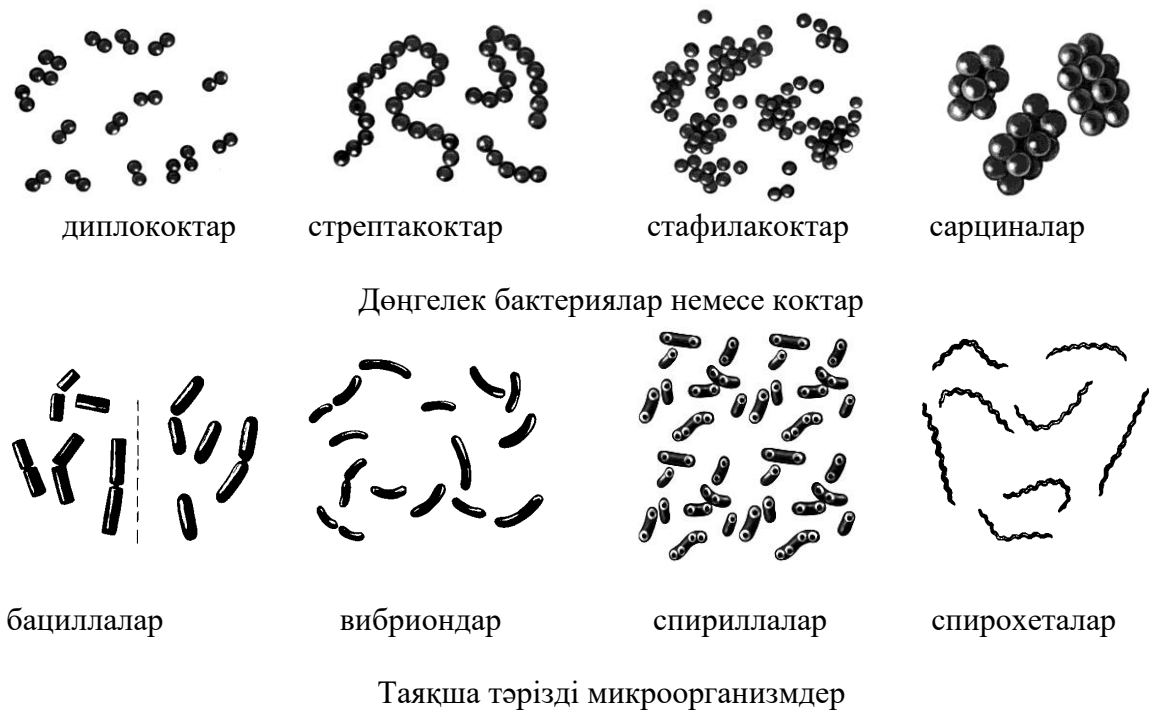 диплококтар стрептакоктар стафилакоктар сарциналар
Дөңгелек бактериялар немесе коктар
бациллалар вибриондар спириллалар спирохеталар
Таяқша тәрізді микроорганизмдер